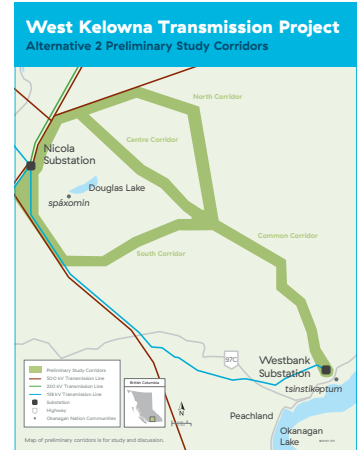 West Kelowna Transmission Project
Alternative 2 Preliminary Study Corridors
North Corridor
Centre Corridor
Nicola
Substation
Douglas Lake
spáx̌omən
South Corridor
Common Corridor
97C
Westbank
Substation
tsinstikəptum
Peachland
Okanagan
Lake
Preliminary Study Corridors
500 kV Transmission Line
230 kV Transmission Line
138 kV Transmission Line
Substation
Highway
Okanagan Nation Communities
British Columbia
N
Map of preliminary corridors is for study and discussion.